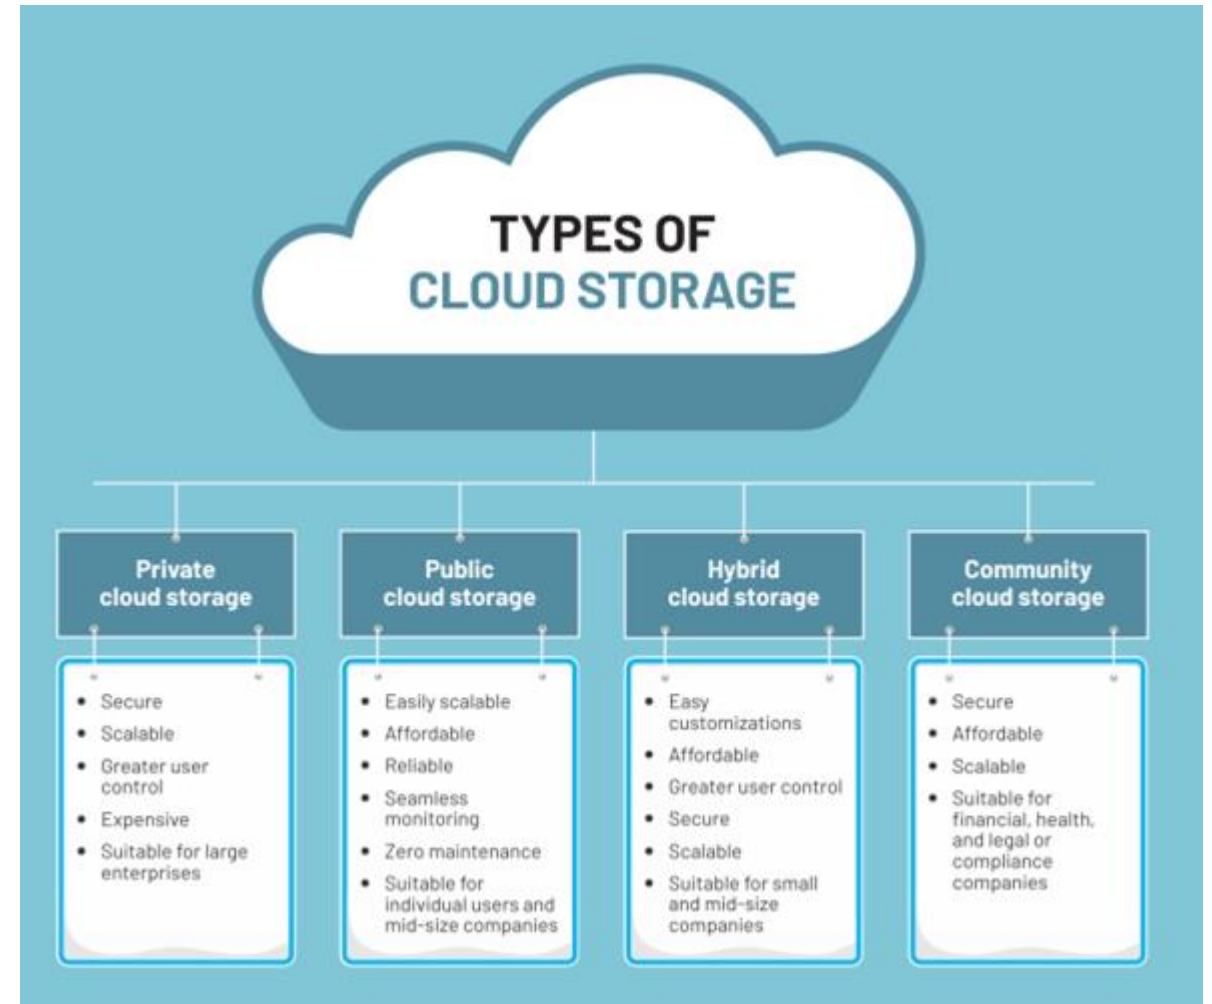 TYPES OF
CLOUD STORAGE
Private
cloud storage
• Secure
• Scalable
• Greater user
control
• Expensive
• Suitable for large
enterprises
Public
cloud storage
• Easily scalable
• Affordable
• Reliable
• Seamless
monitoring
• Zero maintenance
• Suitable for
individual users and
mid-size companies
Hybrid
cloud storage
• Easy
customizations
• Affordable
• Greater user control
• Secure
• Scalable
• Suitable for small
and mid-size
companies
Community
cloud storage
• Secure
• Affordable
• Scalable
• Suitable for
financial, health,
and legal or
compliance
companies